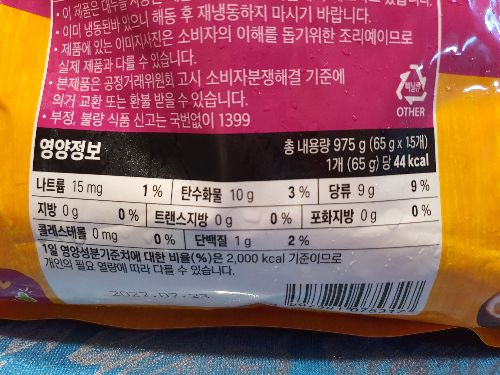 · 이미 냉동된바 있으니 해동 후 재냉동하지 마시기 바랍니다.
· 제품에 있는 이미지사진은 소비자의 이해를 돕기위한 조리예이므로
실제 제품과 다를 수 있습니다.
· 본제품은 공정거래위원회 고시 소비자분쟁해결 기준에
의거 교환 또는 환불 받을 수 있습니다.
· 부정, 불량 식품 신고는 국번없이 1399
OTHER
영양정보
총 내용량 975 g (65 g x 15개)
1개 (65 g) 당 44 kcal
나트륨 15 mg 1% 탄수화물 10 g 3% 당류 9 g 9%
지방 0 g 0% 트랜스지방 0 g 0% 포화지방 0 g 0%
콜레스테롤 0 mg 0% 단백질 1 g 2%
1일 영양성분기준치에 대한 비율(%)은 2,000 kcal 기준이므로
개인의 필요 열량에 따라 다를 수 있습니다.
2022.07.23